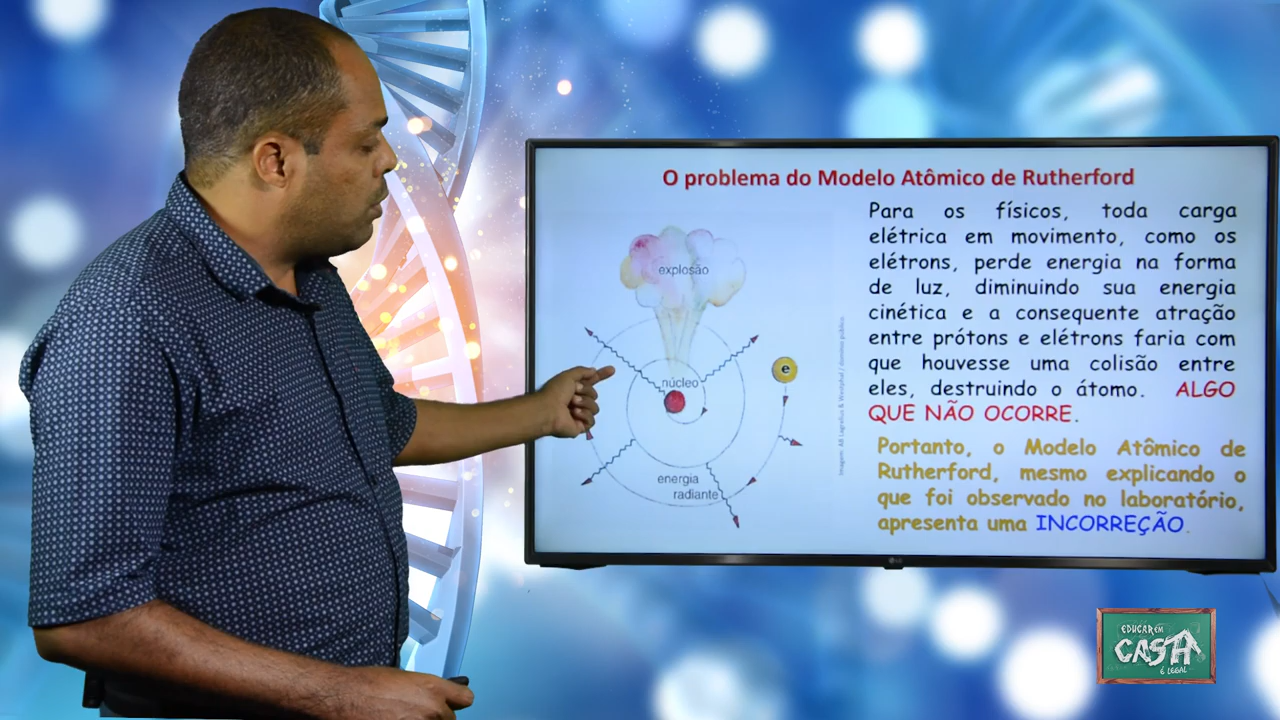 O problema do Modelo Atômico de Rutherford
explosão
núcleo
e
energia
radiante
Para os físicos, toda carga
elétrica em movimento, como os
elétrons, perde energia na forma
de luz, diminuindo sua energia
cinética e a consequente atração
entre prótons e elétrons faria com
que houvesse uma colisão entre
eles, destruindo o átomo. ALGO
QUE NÃO OCORRE.
Portanto, o Modelo Atômico de
Rutherford, mesmo explicando o
que foi observado no laboratório,
apresenta uma INCORREÇÃO.
LG
EDUCAR EM
CASA
É LEGAL